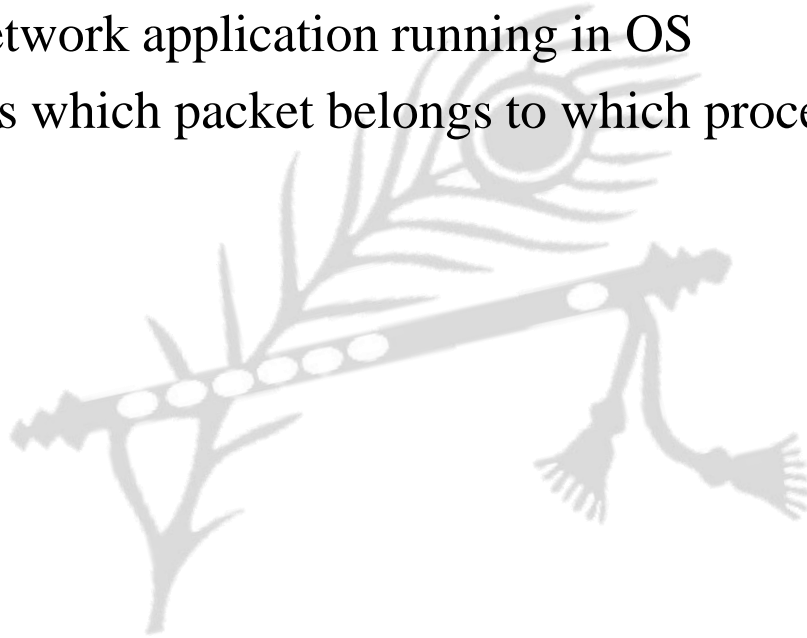 etwork application running in OS
s which packet belongs to which proce